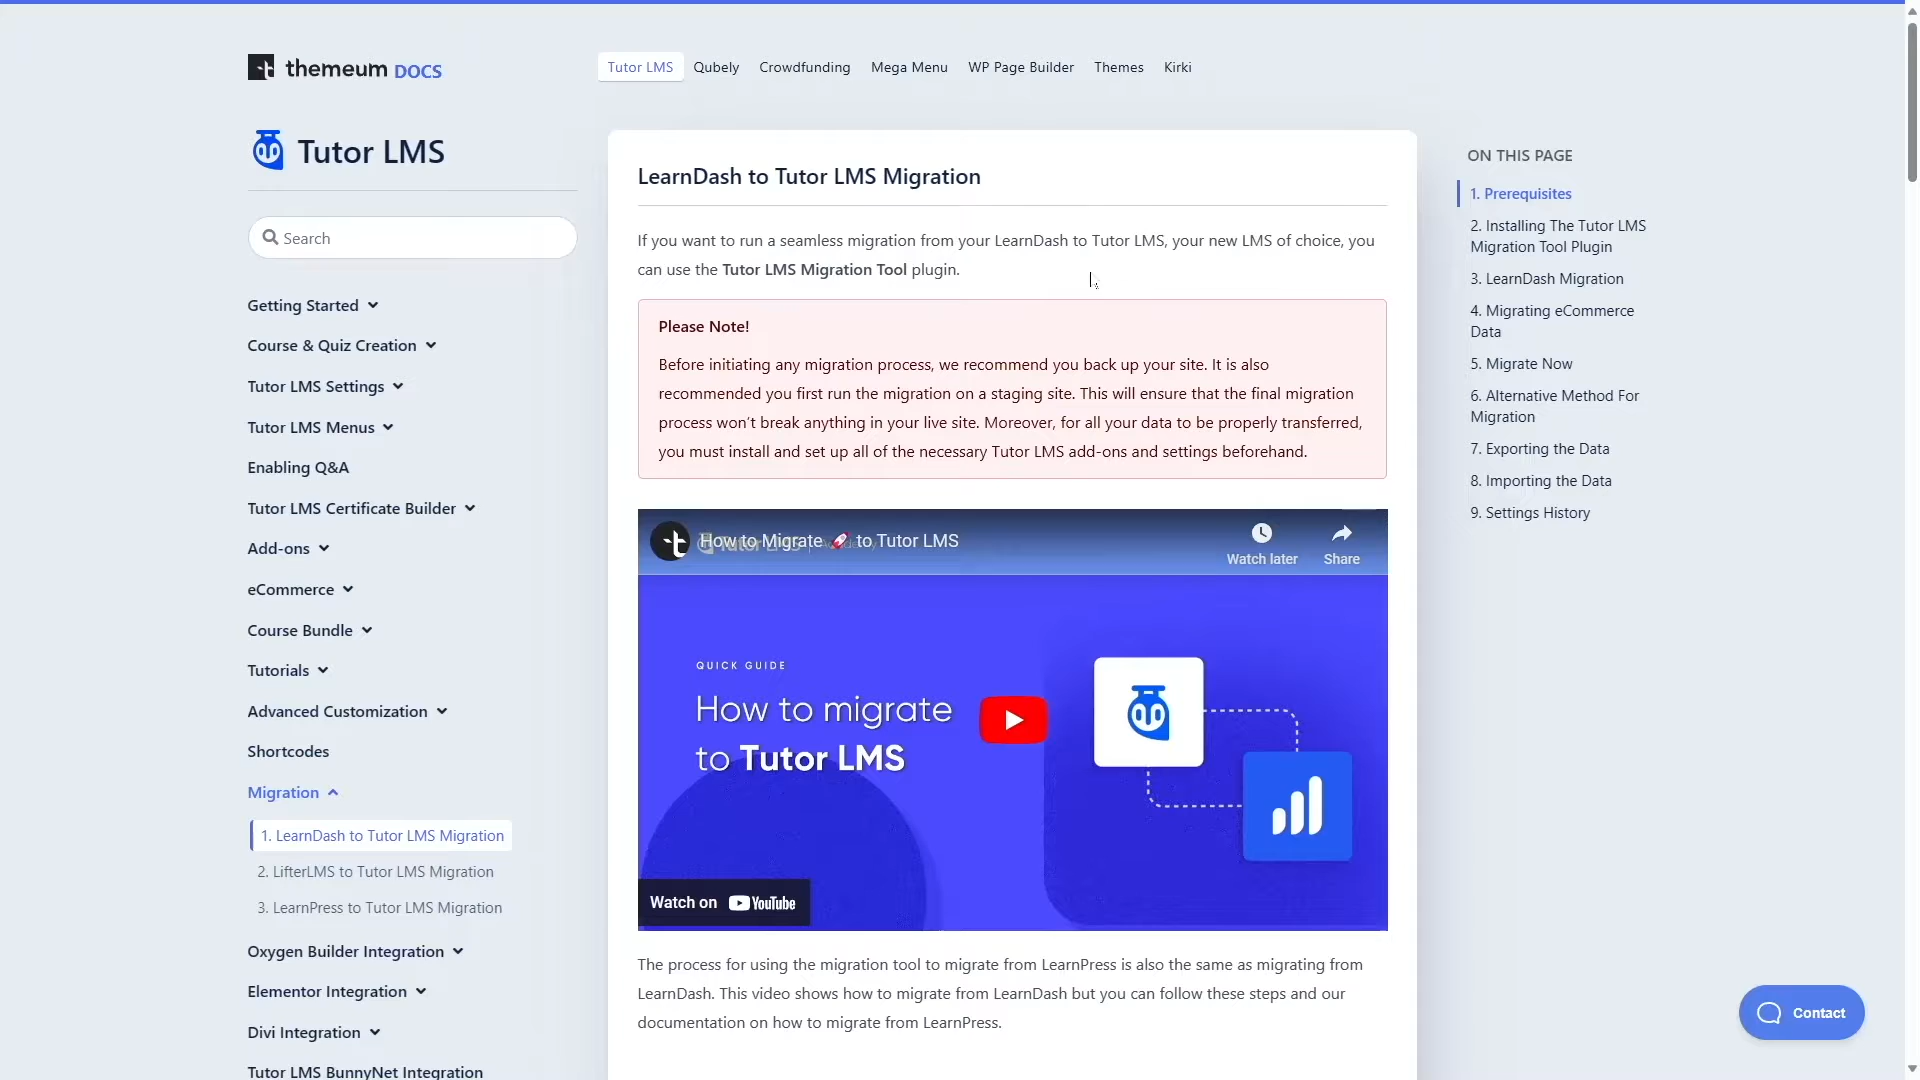 themeum DOCS
Tutor LMS
Qubely
Crowdfunding
Mega Menu
WP Page Builder
Themes
Kirki
Tutor LMS
Search
Getting Started
Course & Quiz Creation
Tutor LMS Settings
Tutor LMS Menus
Enabling Q&A
Tutor LMS Certificate Builder
Add-ons
eCommerce
Course Bundle
Tutorials
Advanced Customization
Shortcodes
Migration
1. LearnDash to Tutor LMS Migration
2. LifterLMS to Tutor LMS Migration
3. LearnPress to Tutor LMS Migration
Oxygen Builder Integration
Elementor Integration
Divi Integration
Tutor LMS BunnyNet Integration
LearnDash to Tutor LMS Migration
If you want to run a seamless migration from your LearnDash to Tutor LMS, your new LMS of choice, you
can use the Tutor LMS Migration Tool plugin.
Please Note!
Before initiating any migration process, we recommend you back up your site. It is also
recommended you first run the migration on a staging site. This will ensure that the final migration
process won’t break anything in your live site. Moreover, for all your data to be properly transferred,
you must install and set up all of the necessary Tutor LMS add-ons and settings beforehand.
How to Migrate 🚀 to Tutor LMS
Watch later
Share
QUICK GUIDE
How to migrate
to Tutor LMS
Watch on YouTube
The process for using the migration tool to migrate from LearnPress is also the same as migrating from
LearnDash. This video shows how to migrate from LearnDash but you can follow these steps and our
documentation on how to migrate from LearnPress.
ON THIS PAGE
1. Prerequisites
2. Installing The Tutor LMS
Migration Tool Plugin
3. LearnDash Migration
4. Migrating eCommerce
Data
5. Migrate Now
6. Alternative Method For
Migration
7. Exporting the Data
8. Importing the Data
9. Settings History
Contact